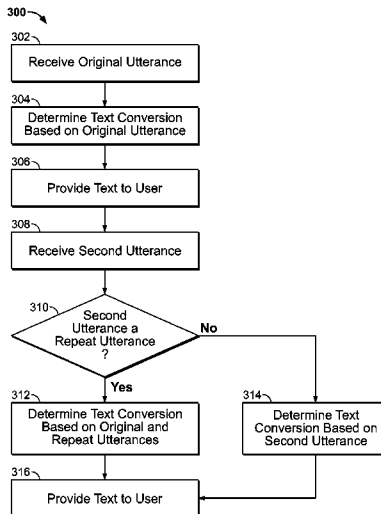 300
302
Receive Original Utterance
304
Determine Text Conversion
Based on Original Utterance
306
Provide Text to User
308
Receive Second Utterance
310
Second
Utterance a
Repeat Utterance
?
No
Yes
312
Determine Text Conversion
Based on Original and
Repeat Utterances
314
Determine Text
Conversion Based on
Second Utterance
316
Provide Text to User